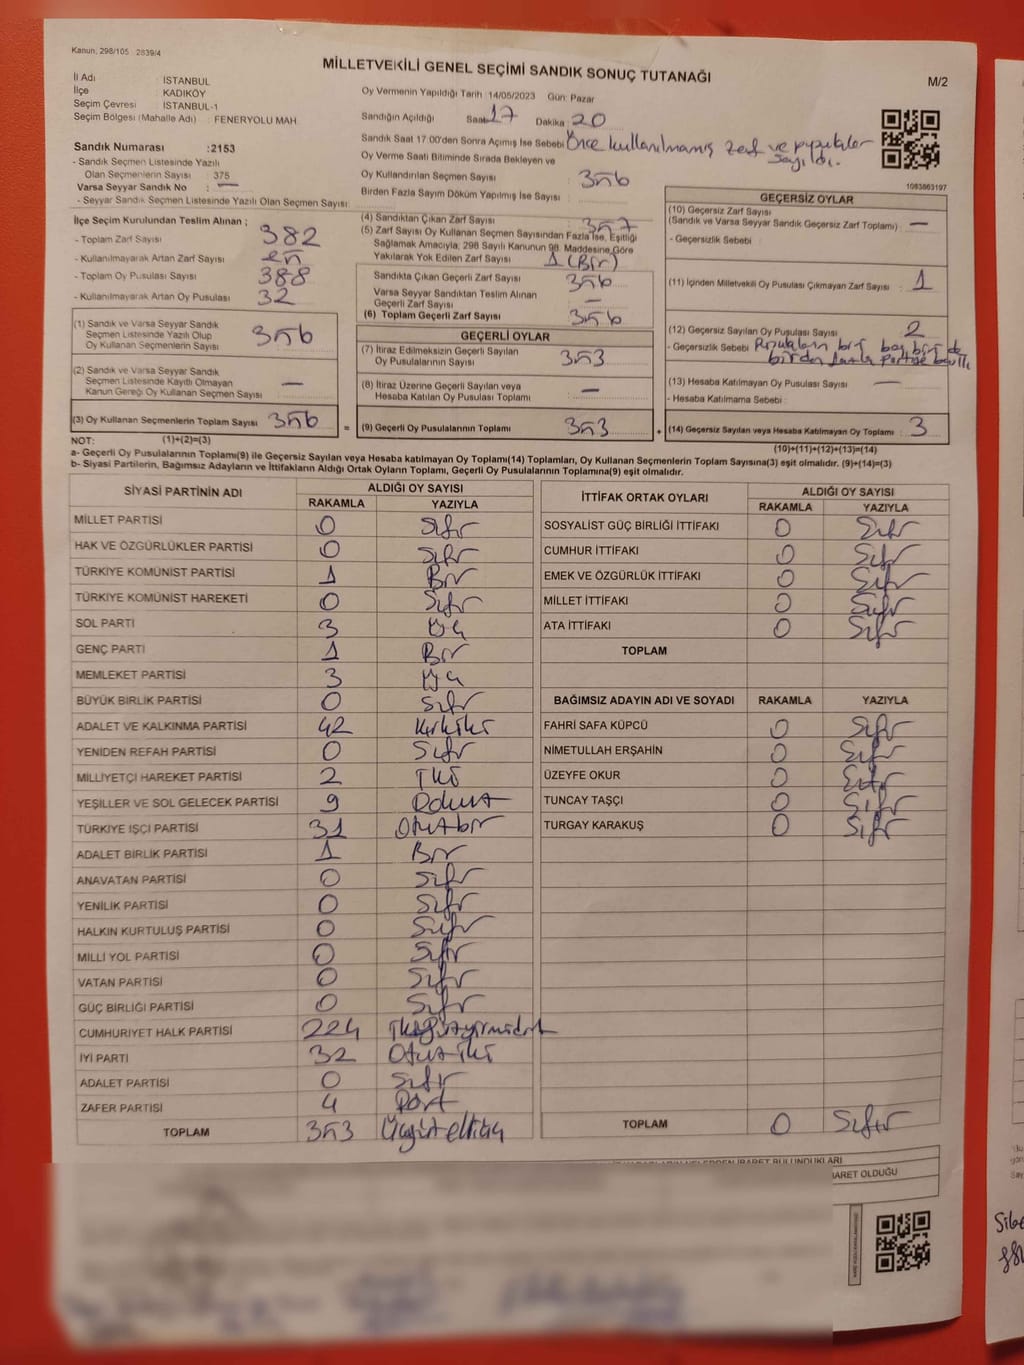 Kanun, 298/105 2839/4
MİLLETVEKİLİ GENEL SEÇİMİ SANDIK SONUÇ TUTANAĞI
M/2
İl Adı : İSTANBUL
İlçe : KADIKÖY
Seçim Çevresi : İSTANBUL-1
Seçim Bölgesi (Mahalle Adı) : FENERYOLU MAH
Oy Vermenin Yapıldığı Tarih :14/05/2023 Gün: Pazar
Sandığın Açıldığı Saat: 17 Dakika: 20
Sandık Saat 17.00'den Sonra Açımış İse Sebebi: Önce kullanılmamış zarf ve pusulalar sayıldı.
Sandık Numarası :2153
- Sandık Seçmen Listesinde Yazılı
Olan Seçmenlerin Sayısı : 375
Varsa Seyyar Sandık No : —
- Seyyar Sandık Seçmen Listesinde Yazılı Olan Seçmen Sayısı:
Oy Verme Saati Bitiminde Sırada Bekleyen ve
Oy Kullandırılan Seçmen Sayısı : 356
Birden Fazla Sayım Döküm Yapılmış İse Sayısı :
1083863197
İlçe Seçim Kurulundan Teslim Alınan ;
- Toplam Zarf Sayısı : 382
- Kullanılmayarak Artan Zarf Sayısı :
- Toplam Oy Pusulası Sayısı : 388
- Kullanılmayarak Artan Oy Pusulası : 32
(4) Sandıktan Çıkan Zarf Sayısı : 357
(5) Zarf Sayısı Oy Kullanan Seçmen Sayısından Fazla İse, Eşitliği
Sağlamak Amacıyla, 298 Sayılı Kanunun 98. Maddesine Göre
Yakılarak Yok Edilen Zarf Sayısı : 1 (Bir)
Sandıkta Çıkan Geçerli Zarf Sayısı : 356
Varsa Seyyar Sandıktan Teslim Alınan
Geçerli Zarf Sayısı : —
(6) Toplam Geçerli Zarf Sayısı : 356
GEÇERSİZ OYLAR
(10) Geçersiz Zarf Sayısı
(Sandık ve Varsa Seyyar Sandık Geçersiz Zarf Toplamı) : —
- Geçersizlik Sebebi :
(11) İçinden Milletvekili Oy Pusulası Çıkmayan Zarf Sayısı : 1
(12) Geçersiz Sayılan Oy Pusulası Sayısı : 2
- Geçersizlik Sebebi : Pusulaların biri boş biri de
birden fazla partiye
(13) Hesaba Katılmayan Oy Pusulası Sayısı : —
- Hesaba Katılmama Sebebi :
(14) Geçersiz Sayılan veya Hesaba Katılmayan Oy Toplamı : 3
(1) Sandık ve Varsa Seyyar Sandık
Seçmen Listesinde Yazılı Olup
Oy Kullanan Seçmenlerin Sayısı : 356
(2) Sandık ve Varsa Seyyar Sandık
Seçmen Listesinde Kayıtlı Olmayan
Kanun Gereği Oy Kullanan Seçmen Sayısı : —
(3) Oy Kullanan Seçmenlerin Toplam Sayısı : 356
GEÇERLİ OYLAR
(7) İtiraz Edilmeksizin Geçerli Sayılan
Oy Pusulalarının Sayısı : 353
(8) İtiraz Üzerine Geçerli Sayılan veya
Hesaba Katılan Oy Pusulası Toplamı : —
= (9) Geçerli Oy Pusulalarının Toplamı : 353 +
NOT: (1)+(2)=(3) (10)+(11)+(12)+(13)=(14)
a- Geçerli Oy Pusulalarının Toplamı(9) ile Geçersiz Sayılan veya Hesaba katılmayan Oy Toplamı(14) Toplamları, Oy Kullanan Seçmenlerin Toplam Sayısına(3) eşit olmalıdır. (9)+(14)=(3)
b- Siyasi Partilerin, Bağımsız Adayların ve İttifakların Aldığı Ortak Oyların Toplamı, Geçerli Oy Pusulalarının Toplamına(9) eşit olmalıdır.
SİYASİ PARTİNİN ADI ALDIĞI OY SAYISI
RAKAMLA YAZIYLA
MİLLET PARTİSİ 0 Sıfır
HAK VE ÖZGÜRLÜKLER PARTİSİ 0 Sıfır
TÜRKİYE KOMÜNİST PARTİSİ 1 Bir
TÜRKİYE KOMÜNİST HAREKETİ 0 Sıfır
SOL PARTİ 3 Üç
GENÇ PARTİ 1 Bir
MEMLEKET PARTİSİ 3 Üç
BÜYÜK BİRLİK PARTİSİ 0 Sıfır
ADALET VE KALKINMA PARTİSİ 42 Kırkiki
YENİDEN REFAH PARTİSİ 0 Sıfır
MİLLİYETÇİ HAREKET PARTİSİ 2 İki
YEŞİLLER VE SOL GELECEK PARTİSİ 9 Dokuz
TÜRKİYE İŞÇİ PARTİSİ 31 Otuzbir
ADALET BİRLİK PARTİSİ 1 Bir
ANAVATAN PARTİSİ 0 Sıfır
YENİLİK PARTİSİ 0 Sıfır
HALKIN KURTULUŞ PARTİSİ 0 Sıfır
MİLLİ YOL PARTİSİ 0 Sıfır
VATAN PARTİSİ 0 Sıfır
GÜÇ BİRLİĞİ PARTİSİ 0 Sıfır
CUMHURİYET HALK PARTİSİ 224 İkiyüzyirmidört
İYİ PARTİ 32 Otuziki
ADALET PARTİSİ 0 Sıfır
ZAFER PARTİSİ 4 Dört
TOPLAM 353 Üçyüzelliüç
İTTİFAK ORTAK OYLARI ALDIĞI OY SAYISI
RAKAMLA YAZIYLA
SOSYALİST GÜÇ BİRLİĞİ İTTİFAKI 0 Sıfır
CUMHUR İTTİFAKI 0 Sıfır
EMEK VE ÖZGÜRLÜK İTTİFAKI 0 Sıfır
MİLLET İTTİFAKI 0 Sıfır
ATA İTTİFAKI 0 Sıfır
TOPLAM
BAĞIMSIZ ADAYIN ADI VE SOYADI RAKAMLA YAZIYLA
FAHRİ SAFA KÜPCÜ 0 Sıfır
NİMETULLAH ERŞAHİN 0 Sıfır
ÜZEYFE OKUR 0 Sıfır
TUNCAY TAŞÇI 0 Sıfır
TURGAY KARAKUŞ 0 Sıfır
TOPLAM 0 Sıfır
BULUNDUKLARI
İBARET OLDUĞU